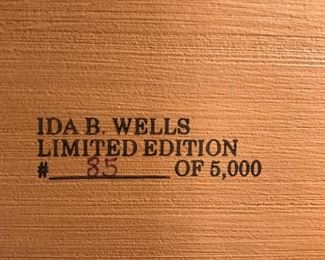 IDA B. WELLS
LIMITED EDITION
# 85 OF 5,000